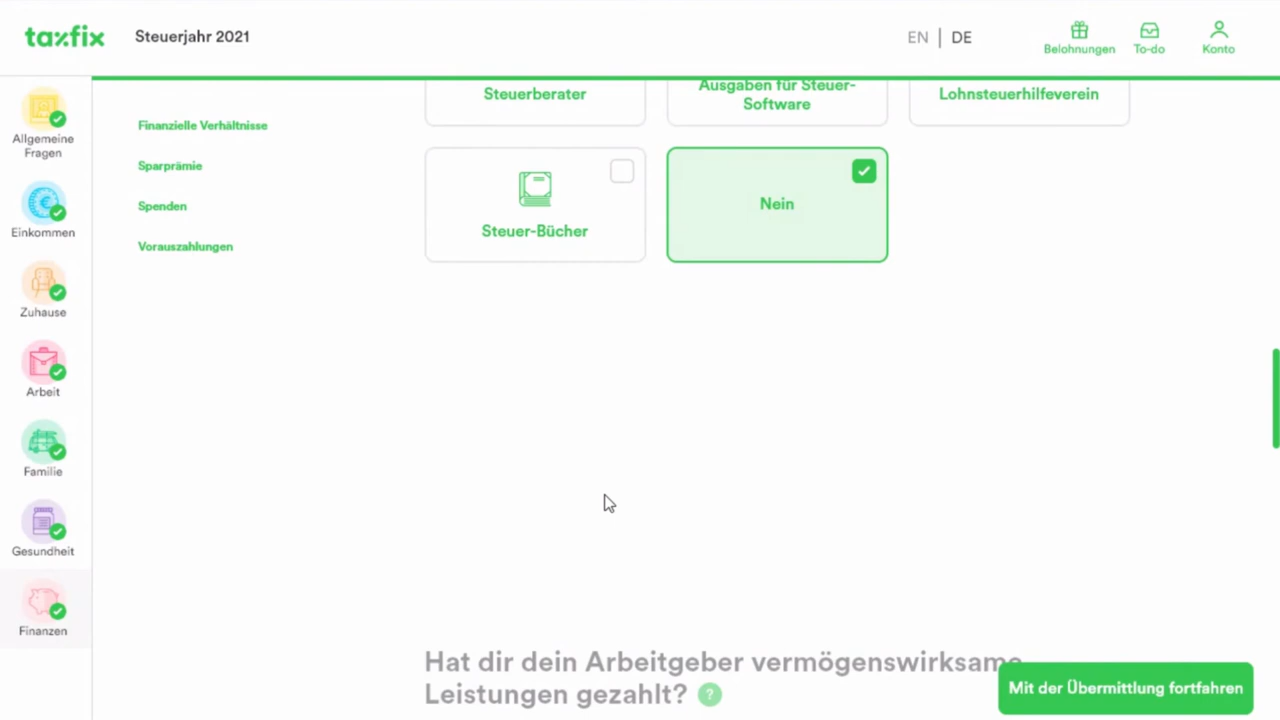 taxfix
Steuerjahr 2021
EN | DE
Belohnungen
To-do
Konto
Allgemeine
Fragen
Einkommen
Zuhause
Arbeit
Familie
Gesundheit
Finanzen
Finanzielle Verhältnisse
Sparprämie
Spenden
Vorauszahlungen
Steuerberater
Ausgaben für Steuer-
Software
Lohnsteuerhilfeverein
Steuer-Bücher
Nein
Hat dir dein Arbeitgeber vermögenswirksame
Leistungen gezahlt? ?
Mit der Übermittlung fortfahren